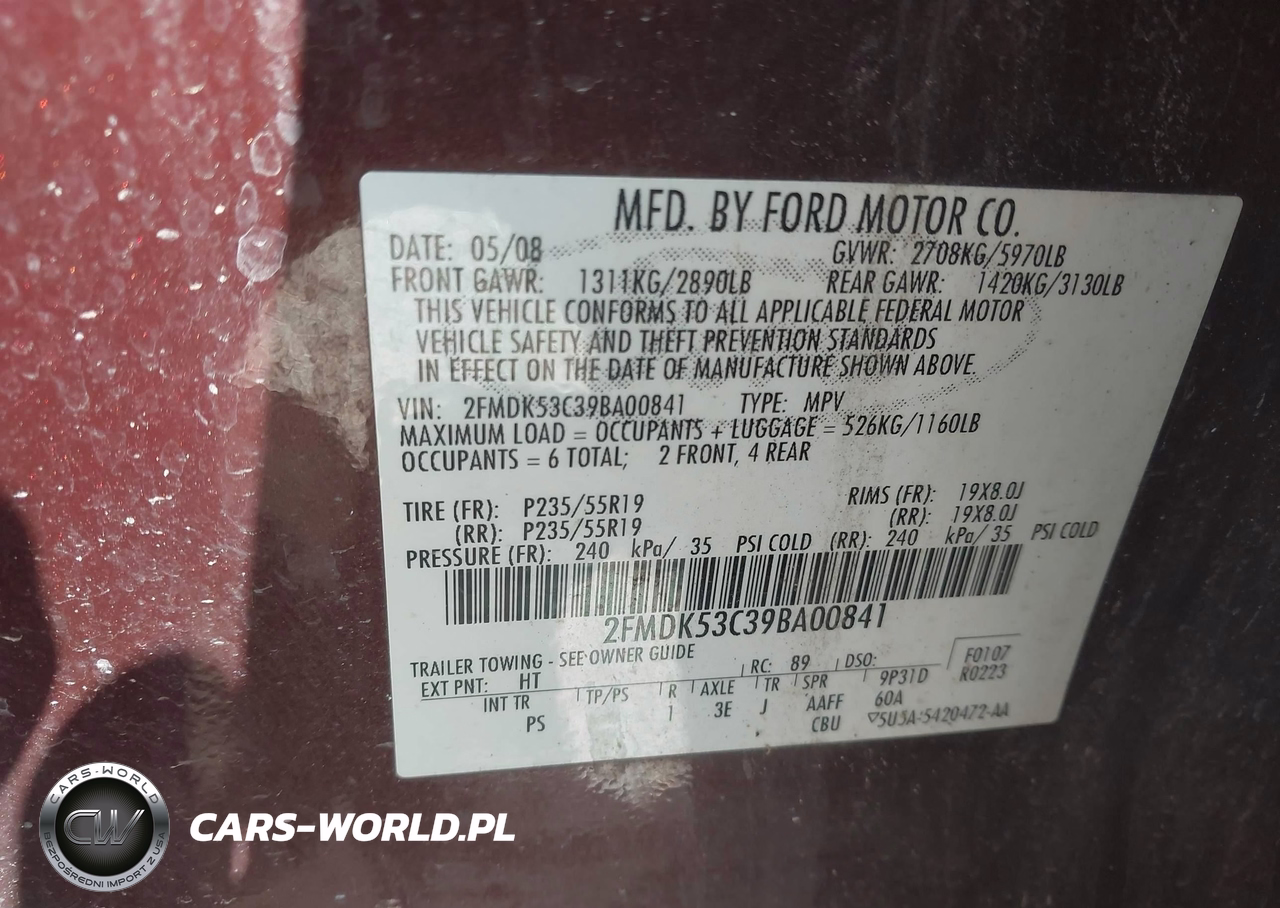 MFD. BY FORD MOTOR CO.
DATE: 05/08 GVWR: 2708KG/5970LB
FRONT GAWR: 1311KG/2890LB REAR GAWR: 1420KG/3130LB
THIS VEHICLE CONFORMS TO ALL APPLICABLE FEDERAL MOTOR
VEHICLE SAFETY AND THEFT PREVENTION STANDARDS
IN EFFECT ON THE DATE OF MANUFACTURE SHOWN ABOVE.
VIN: 2FMDK53C39BA00841 TYPE: MPV
MAXIMUM LOAD = OCCUPANTS + LUGGAGE = 526KG/1160LB
OCCUPANTS = 6 TOTAL; 2 FRONT, 4 REAR
TIRE (FR): P235/55R19 RIMS (FR): 19X8.0J
(RR): P235/55R19 (RR): 19X8.0J
PRESSURE (FR): 240 kPa/ 35 PSI COLD (RR): 240 kPa/ 35 PSI COLD
2FMDK53C39BA00841
TRAILER TOWING - SEE OWNER GUIDE
EXT PNT: HT RC: 89 DSO: F0107
R0223
INT TR TP/PS R AXLE TR SPR 9P31D
PS 1 3E J AAFF 60A
CBU 5U5A-5420472-AA
CARS-WORLD
CW
BEZPOŚREDNI IMPORT Z USA
CARS-WORLD.PL